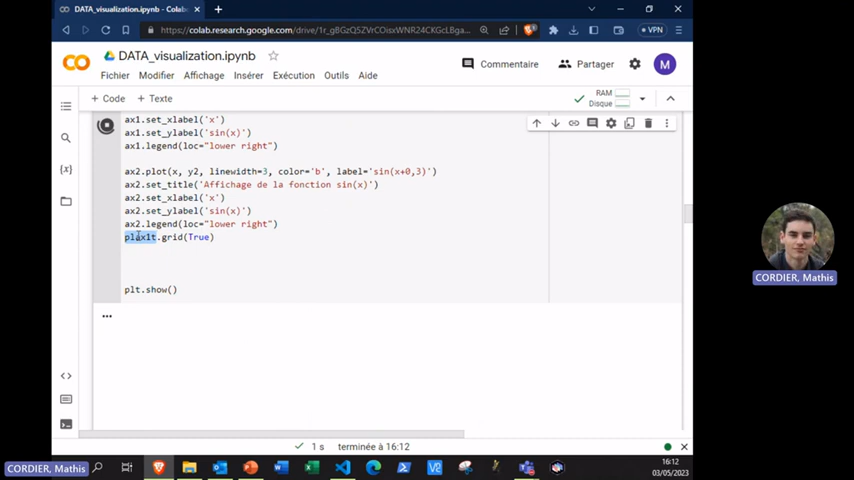 DATA_visualization.ipynb - Colab
https://colab.research.google.com/drive/1r_gBGzQ5ZVrCOisxWNR24CKGcLBga...
VPN
DATA_visualization.ipynb
Commentaire
Partager
M
Fichier Modifier Affichage Insérer Exécution Outils Aide
+ Code + Texte
RAM
Disque
ax1.set_xlabel('x')
ax1.set_ylabel('sin(x)')
ax1.legend(loc="lower right")
ax2.plot(x, y2, linewidth=3, color='b', label='sin(x+0,3)')
ax2.set_title('Affichage de la fonction sin(x)')
ax2.set_xlabel('x')
ax2.set_ylabel('sin(x)')
ax2.legend(loc="lower right")
plax1t.grid(True)
plt.show()
1 s terminée à 16:12
CORDIER, Mathis
CORDIER, Mathis
16:12
03/05/2023